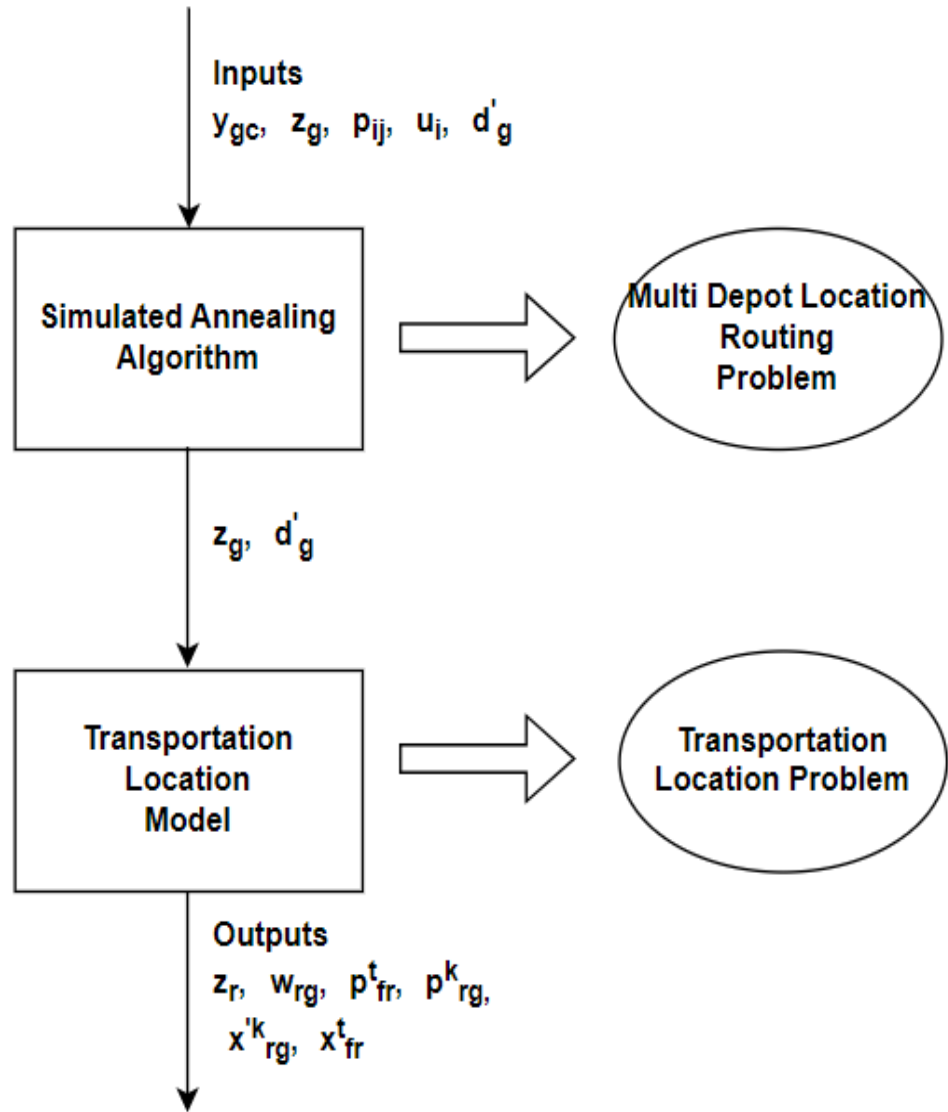 Inputs
y_gc, z_g, p_ij, u_i, d'_g
Simulated Annealing
Algorithm
Multi Depot Location
Routing
Problem
z_g, d'_g
Transportation
Location
Model
Transportation
Location Problem
Outputs
z_r, w_rg, p^t_fr, p^k_rg,
x'^k_rg, x^t_fr